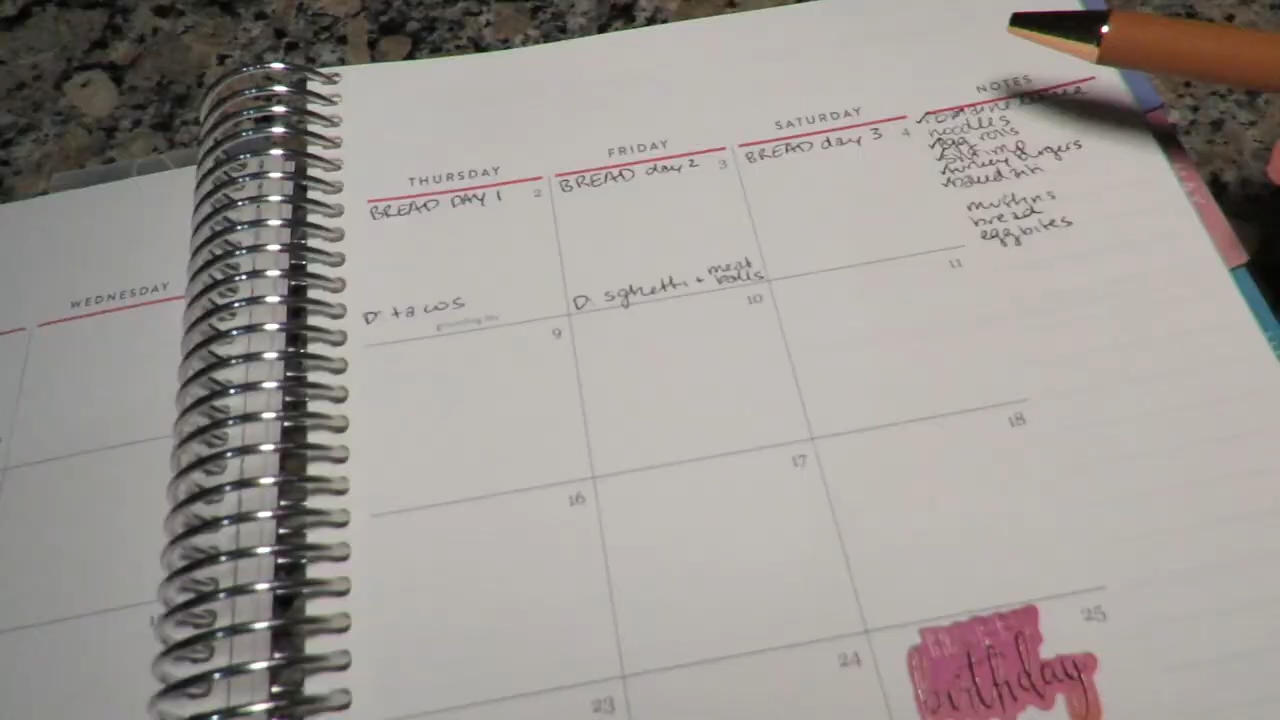 WEDNESDAY
THURSDAY
FRIDAY
SATURDAY
NOTES
2
3
4
BREAD DAY 1
BREAD day 2
BREAD day 3
noodles
egg rolls
shrimp
turkey burgers
muffins
bread
egg bites
D tacos
D. sghetti + meat
balls
9
10
11
16
17
18
23
24
25
birthday